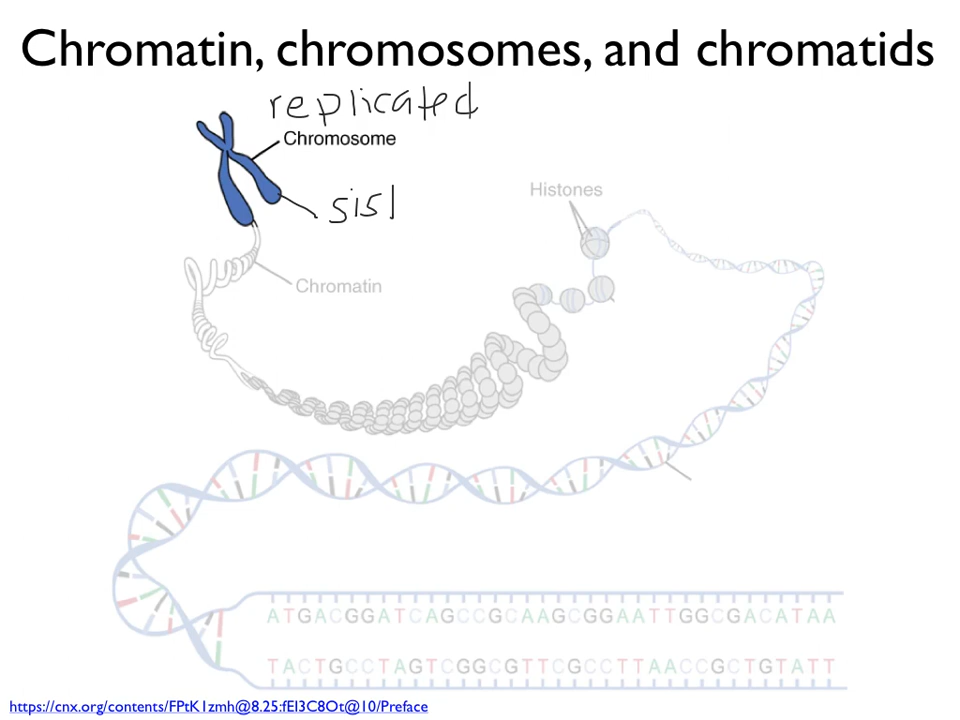 Chromatin, chromosomes, and chromatids
replicated
Chromosome
Histones
sisl
Chromatin
ATGACGGATCAGCCGCAAGCGGAATTGGCGACATAA
TACTGCCTAGTCGGCGTTCGCCTTAACCGCTGTATT
https://cnx.org/contents/FPtK1zmh@8.25:fEI3C8Ot@10/Preface